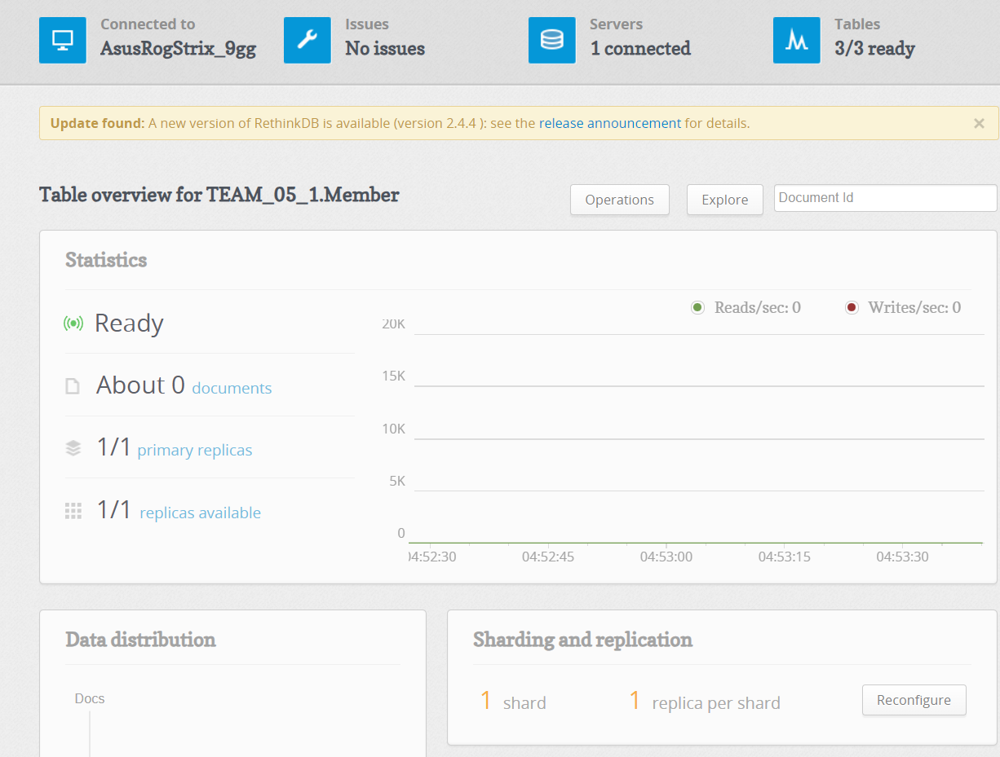 Connected to
AsusRogStrix_9gg
Issues
No issues
Servers
1 connected
Tables
3/3 ready
Update found: A new version of RethinkDB is available (version 2.4.4 ): see the release announcement for details.
×
Table overview for TEAM_05_1.Member
Operations
Explore
Document Id
Statistics
Ready
About 0 documents
1/1 primary replicas
1/1 replicas available
Reads/sec: 0
Writes/sec: 0
20K
15K
10K
5K
0
04:52:30 04:52:45 04:53:00 04:53:15 04:53:30
Data distribution
Docs
Sharding and replication
1 shard
1 replica per shard
Reconfigure